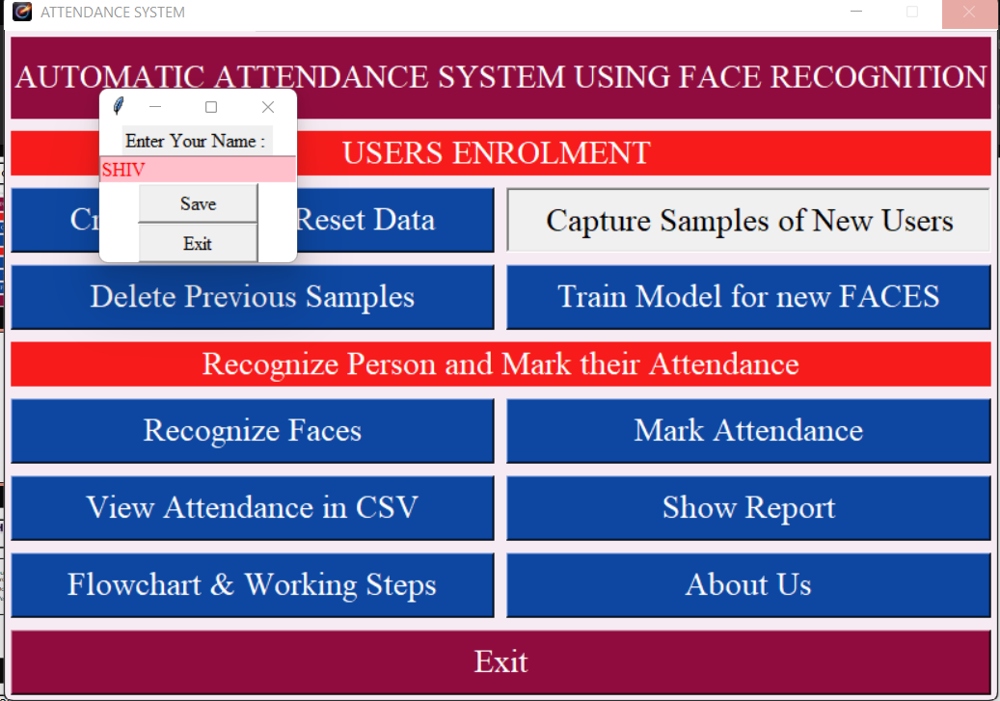 ATTENDANCE SYSTEM
AUTOMATIC ATTENDANCE SYSTEM USING FACE RECOGNITION
Enter Your Name :
SHIV
Save
Exit
USERS ENROLMENT
Reset Data
Capture Samples of New Users
Delete Previous Samples
Train Model for new FACES
Recognize Person and Mark their Attendance
Recognize Faces
Mark Attendance
View Attendance in CSV
Show Report
Flowchart & Working Steps
About Us
Exit